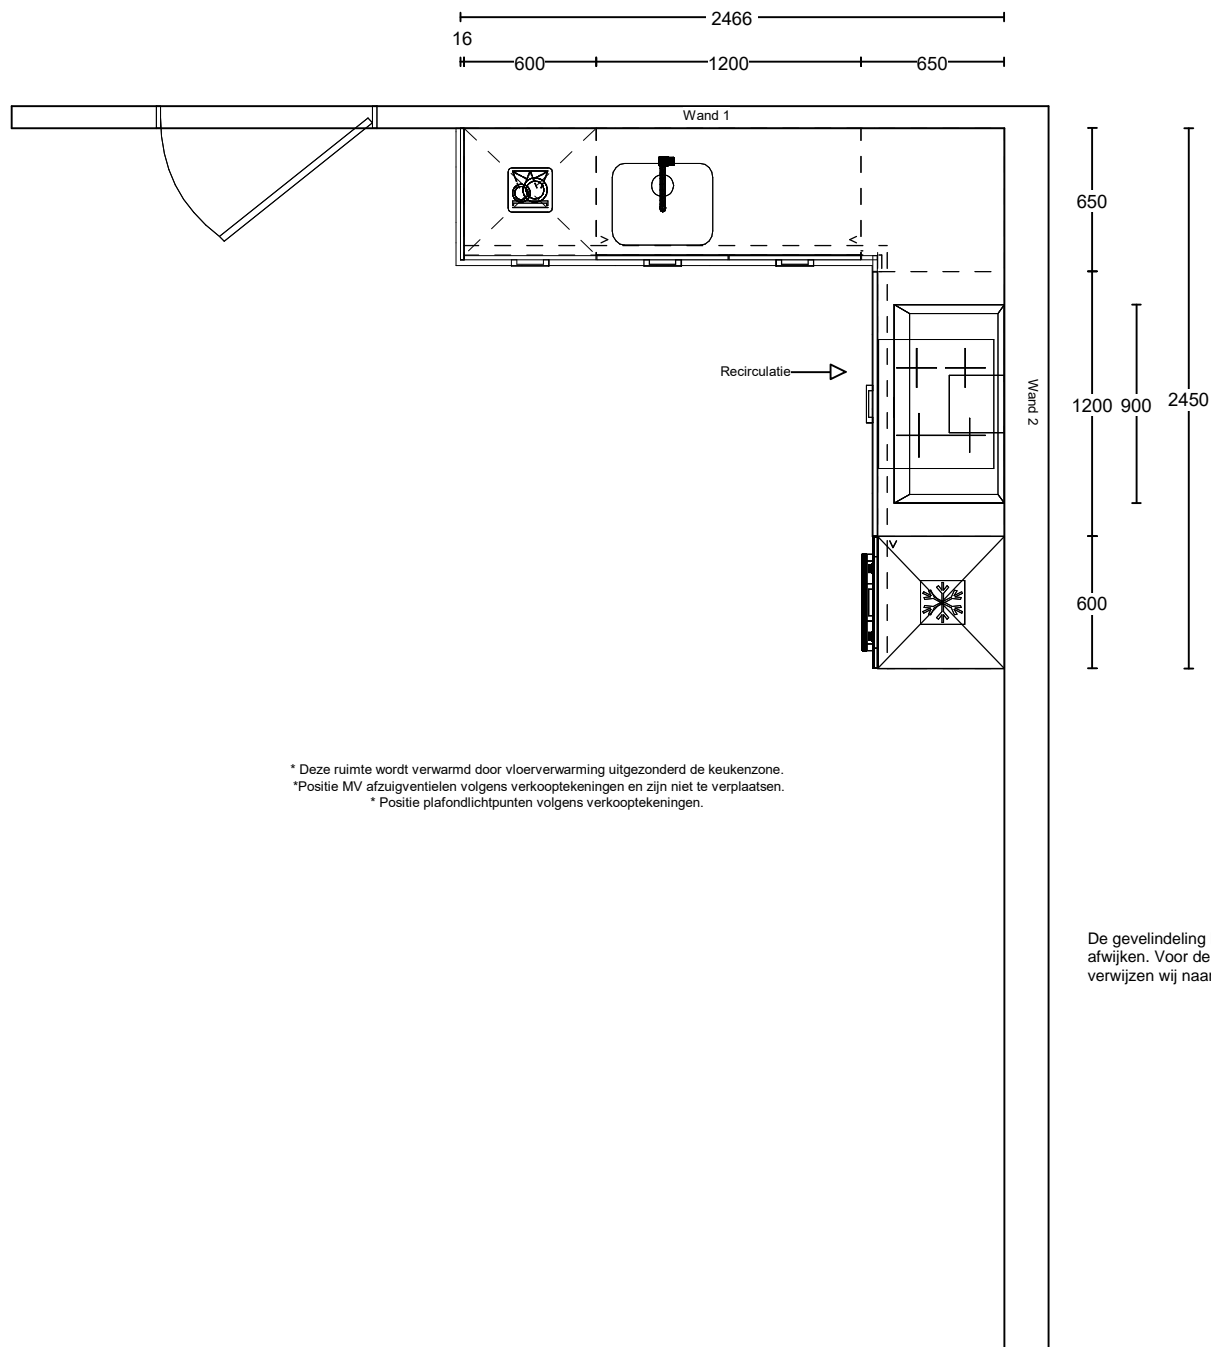 2466
16
600
1200
650
Wand 1
650
Recirculatie
Wand 2
1200
900
2450
600
* Deze ruimte wordt verwarmd door vloerverwarming uitgezonderd de keukenzone.
*Positie MV afzuigventielen volgens verkooptekeningen en zijn niet te verplaatsen.
* Positie plafondlichtpunten volgens verkooptekeningen.
De gevelindeling
afwijken. Voor de
verwijzen wij naar